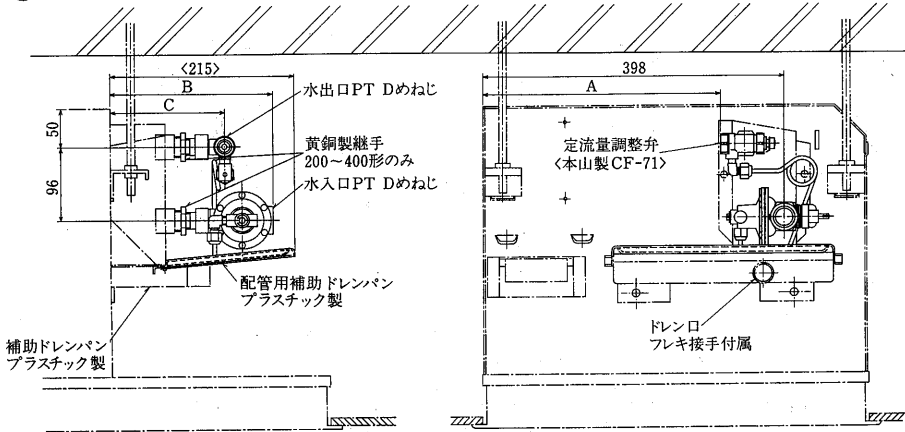 <215>
B
C
水出口PT Dめねじ
黄銅製継手
200~400形のみ
水入口PT Dめねじ
50
96
配管用補助ドレンパン
プラスチック製
補助ドレンパン
プラスチック製
398
A
定流量調整弁
<本山製CF-71>
ドレン口
フレキ接手付属